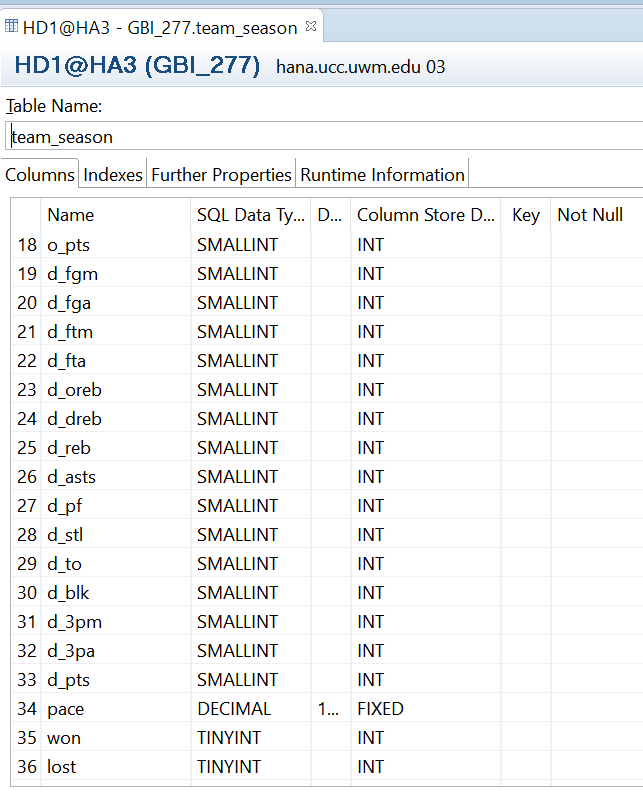 HD1@HA3 - GBI_277.team_season
HD1@HA3 (GBI_277) hana.ucc.uwm.edu 03
Table Name:
team_season
Columns Indexes Further Properties Runtime Information
Name SQL Data Ty... D... Column Store D... Key Not Null
18 o_pts SMALLINT INT
19 d_fgm SMALLINT INT
20 d_fga SMALLINT INT
21 d_ftm SMALLINT INT
22 d_fta SMALLINT INT
23 d_oreb SMALLINT INT
24 d_dreb SMALLINT INT
25 d_reb SMALLINT INT
26 d_asts SMALLINT INT
27 d_pf SMALLINT INT
28 d_stl SMALLINT INT
29 d_to SMALLINT INT
30 d_blk SMALLINT INT
31 d_3pm SMALLINT INT
32 d_3pa SMALLINT INT
33 d_pts SMALLINT INT
34 pace DECIMAL 1... FIXED
35 won TINYINT INT
36 lost TINYINT INT